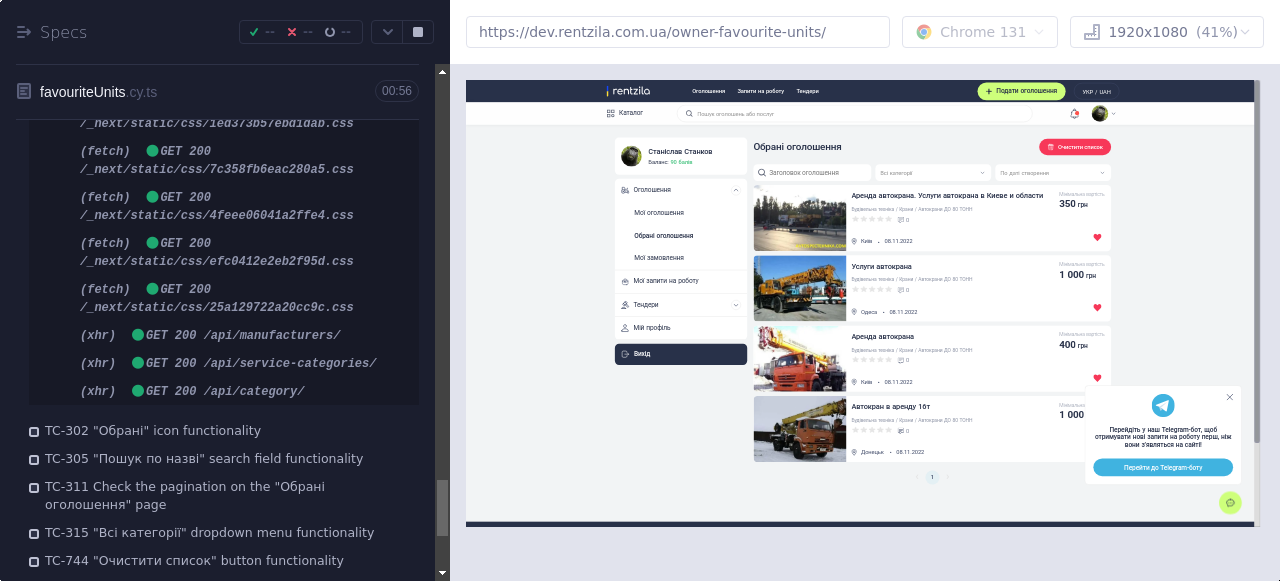 Specs
--
--
--
https://dev.rentzila.com.ua/owner-favourite-units/
Chrome 131
1920x1080 (41%)
favouriteUnits.cy.ts
00:56
/_next/static/css/1ed373b57ebd1dab.css
(fetch) GET 200
/_next/static/css/7c358fb6eac280a5.css
(fetch) GET 200
/_next/static/css/4feee06041a2ffe4.css
(fetch) GET 200
/_next/static/css/efc0412e2eb2f95d.css
(fetch) GET 200
/_next/static/css/25a129722a20cc9c.css
(xhr) GET 200 /api/manufacturers/
(xhr) GET 200 /api/service-categories/
(xhr) GET 200 /api/category/
TC-302 "Обрані" icon functionality
TC-305 "Пошук по назві" search field functionality
TC-311 Check the pagination on the "Обрані
оголошення" page
TC-315 "Всі категорії" dropdown menu functionality
TC-744 "Очистити список" button functionality
rentzila
Оголошення
Запити на роботу
Тендери
Подати оголошення
УКР / UAH
Каталог
Пошук оголошень або послуг
Станіслав Станков
Баланс: 90 балів
Оголошення
Мої оголошення
Обрані оголошення
Мої замовлення
Мої запити на роботу
Тендери
Мій профіль
Вихід
Обрані оголошення
Очистити список
Заголовок оголошення
Всі категорії
По даті створення
Аренда автокрана. Услуги автокрана в Киеве и области
Мінімальна вартість
350 грн
Будівельна техніка / Крани / Автокрани ДО 80 ТОНН
0
Київ • 08.11.2022
Услуги автокрана
Мінімальна вартість
1 000 грн
Будівельна техніка / Крани / Автокрани ДО 80 ТОНН
0
Одеса • 08.11.2022
Аренда автокрана
Мінімальна вартість
400 грн
Будівельна техніка / Крани / Автокрани ДО 80 ТОНН
0
Київ • 08.11.2022
Автокран в аренду 16т
Мінімальна
1 000
Будівельна техніка / Крани / Автокрани ДО 80 ТОНН
0
Донецьк • 08.11.2022
1
Перейдіть у наш Telegram-бот, щоб
отримувати нові запити на роботу перш, ніж
вони з'являться на сайті!
Перейти до Telegram-боту